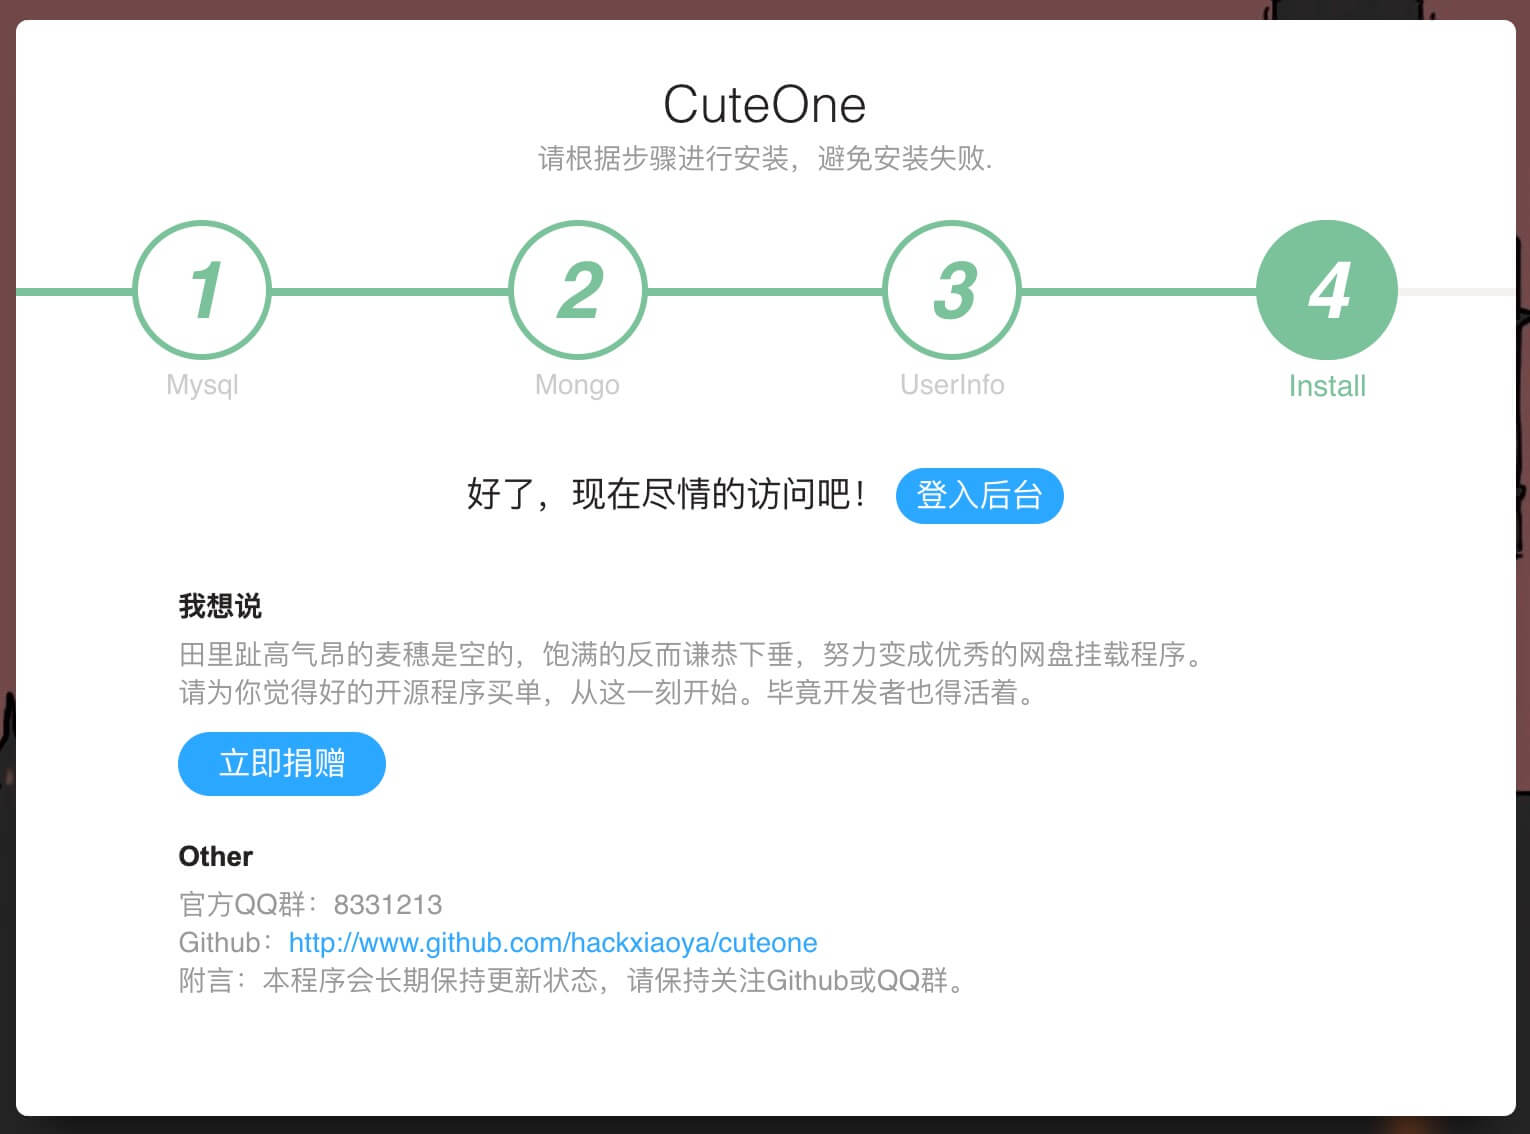 CuteOne
请根据步骤进行安装，避免安装失败.
1
2
3
4
Mysql
Mongo
UserInfo
Install
好了，现在尽情的访问吧！ 登入后台
我想说
田里趾高气昂的麦穗是空的，饱满的反而谦恭下垂，努力变成优秀的网盘挂载程序。
请为你觉得好的开源程序买单，从这一刻开始。毕竟开发者也得活着。
立即捐赠
Other
官方QQ群：8331213
Github：http://www.github.com/hackxiaoya/cuteone
附言：本程序会长期保持更新状态，请保持关注Github或QQ群。